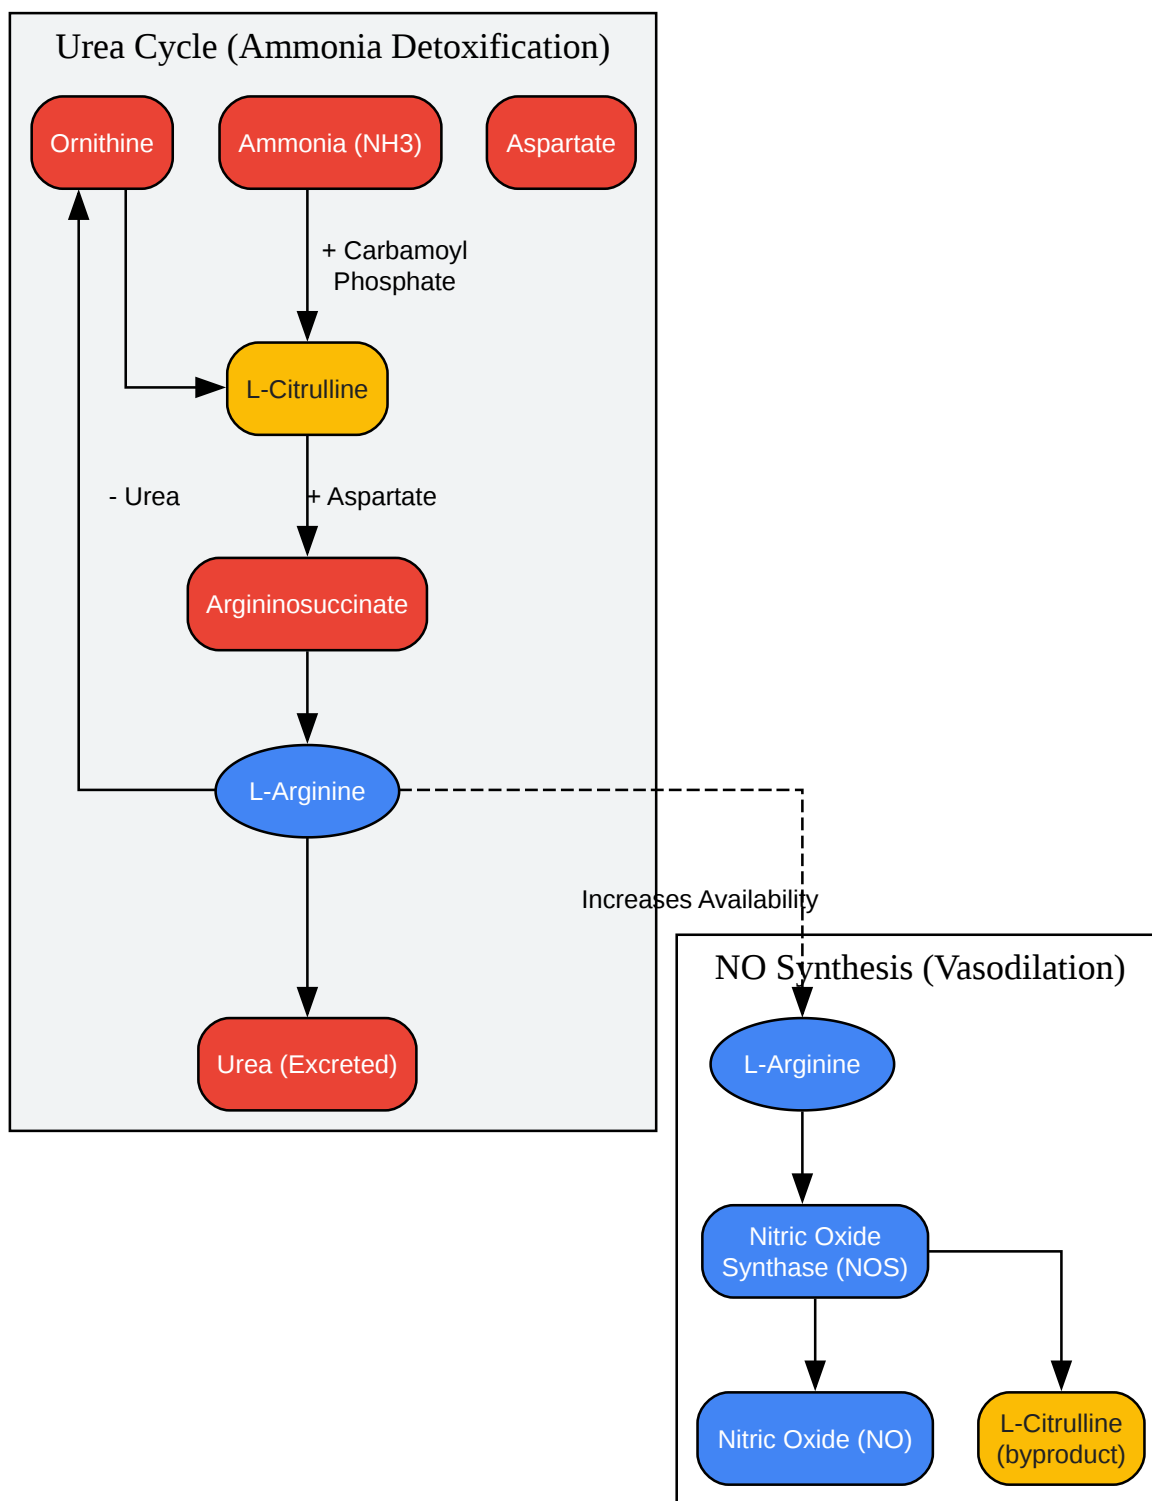 Urea Cycle (Ammonia Detoxification)
Ornithine
Ammonia (NH3)
Aspartate
+ Carbamoyl
Phosphate
L-Citrulline
- Urea
+ Aspartate
Argininosuccinate
L-Arginine
Increases Availability
Urea (Excreted)
NO Synthesis (Vasodilation)
L-Arginine
Nitric Oxide
Synthase (NOS)
Nitric Oxide (NO)
L-Citrulline
(byproduct)